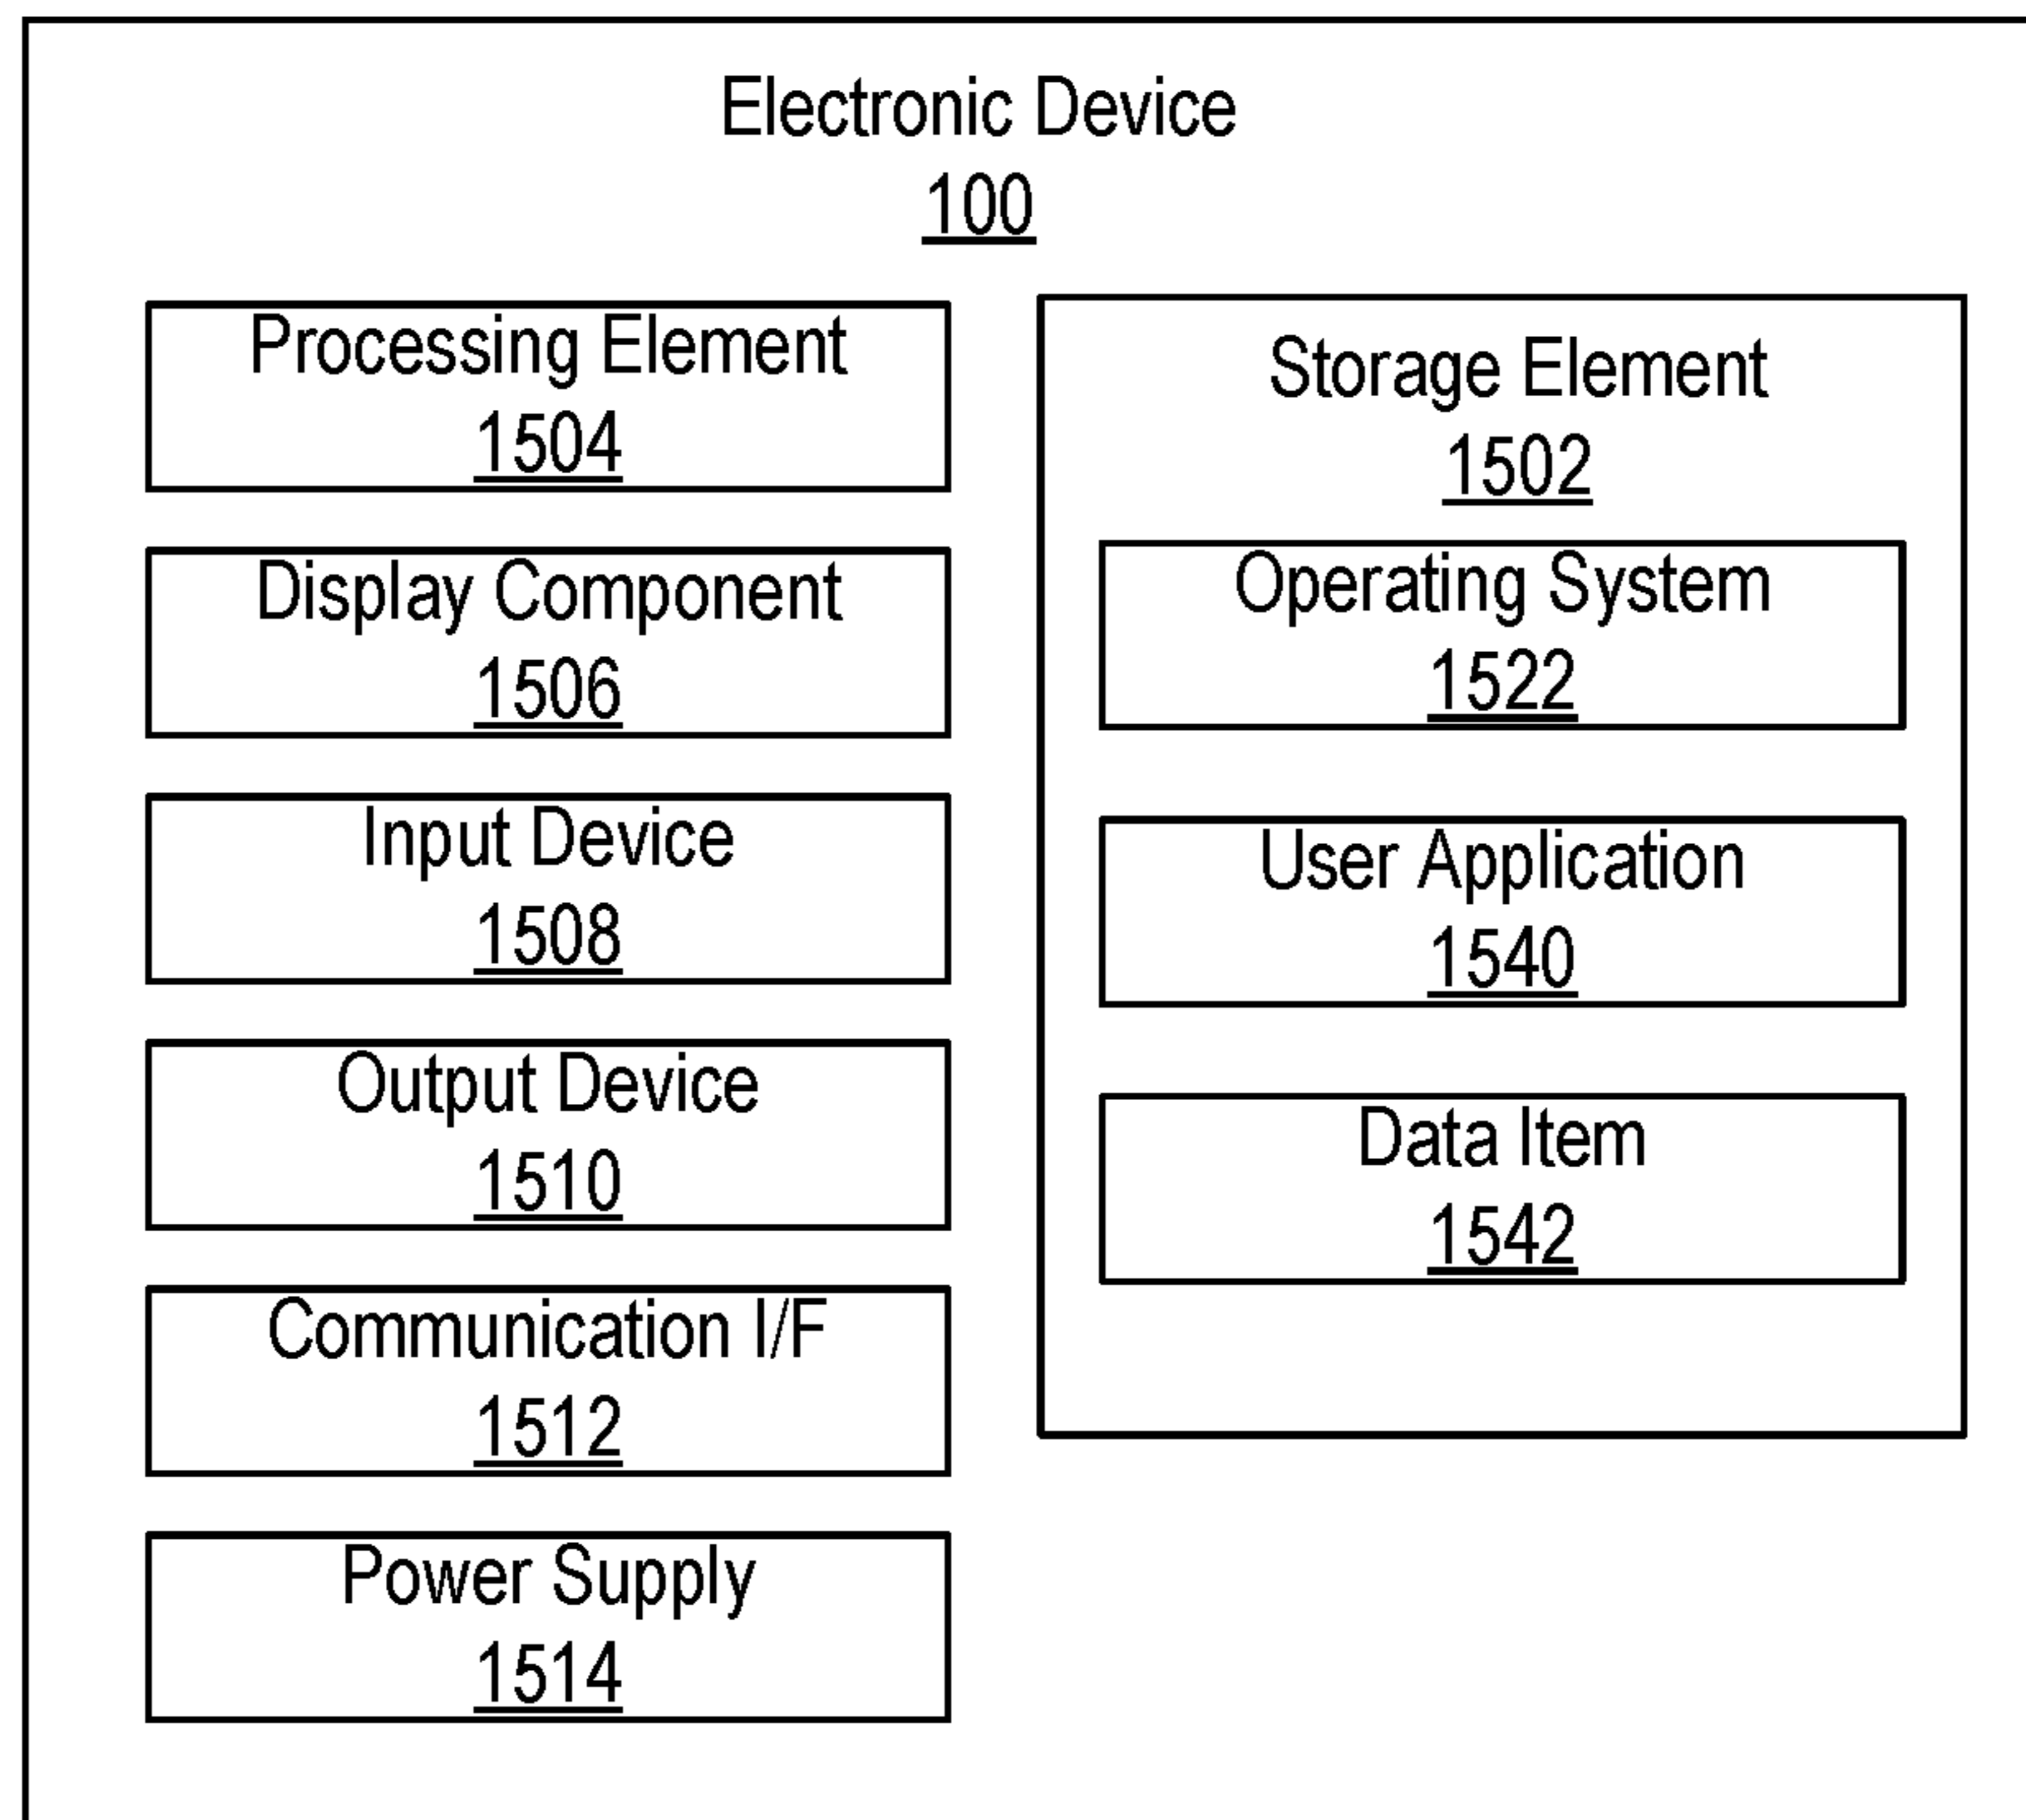 Electronic Device
100
Processing Element
1504
Display Component
1506
Input Device
1508
Output Device
1510
Communication I/F
1512
Power Supply
1514
Storage Element
1502
Operating System
1522
User Application
1540
Data Item
1542